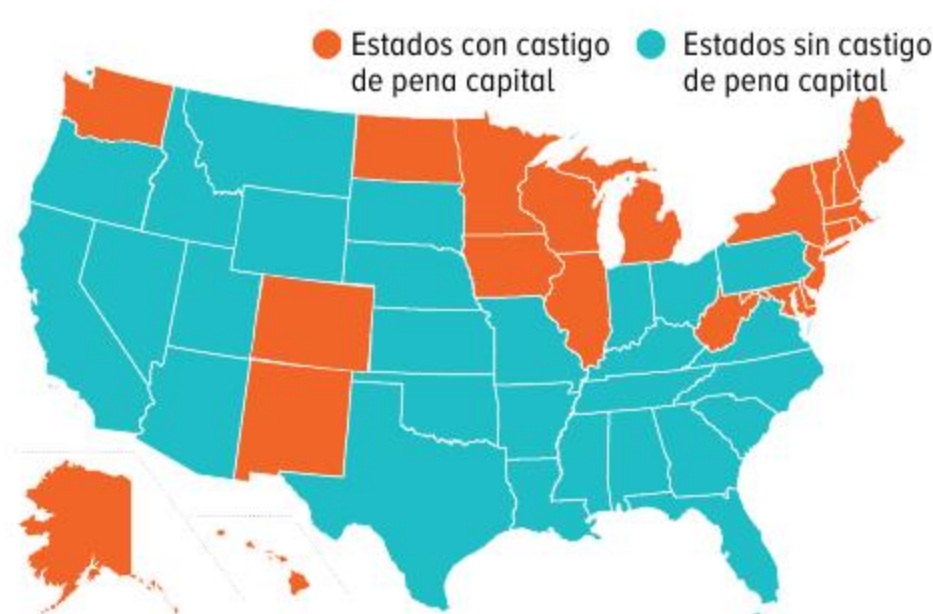 Estados con castigo
de pena capital
Estados sin castigo
de pena capital